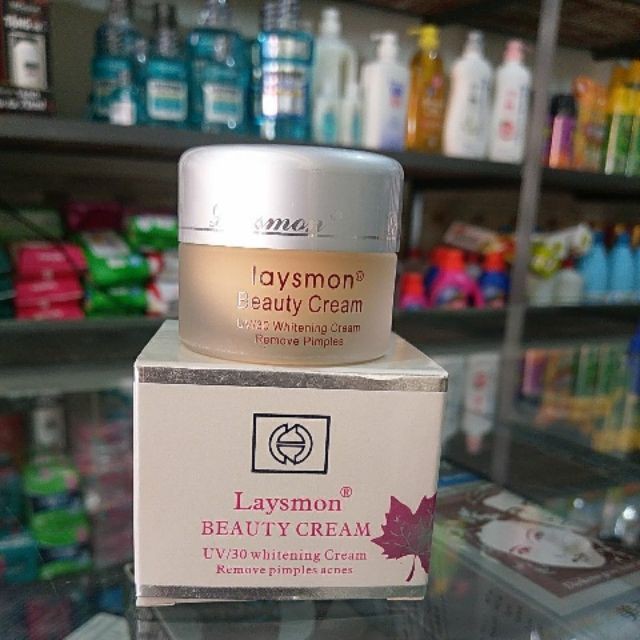 laysmon®
Beauty Cream
UV/30 Whitening Cream
Remove Pimples
Laysmon®
BEAUTY CREAM
UV/30 whitening Cream
Remove pimples acnes